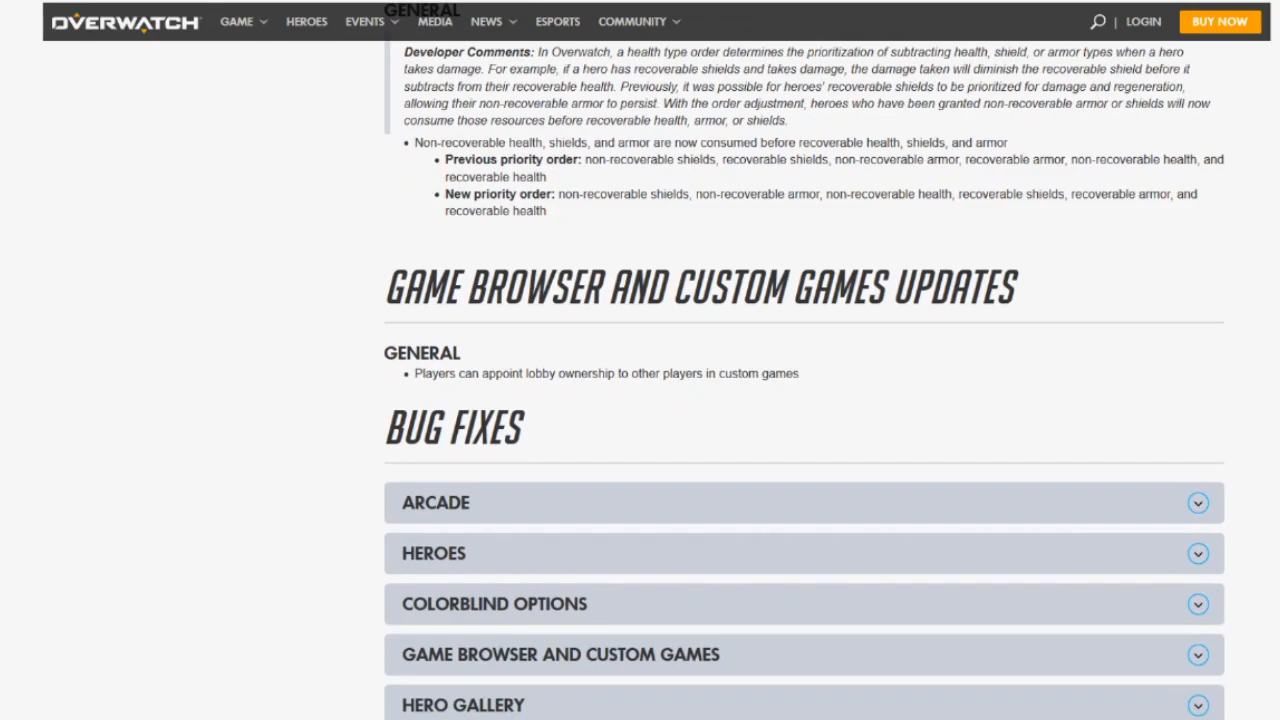 GENERAL
OVERWATCH GAME HEROES EVENTS MEDIA NEWS ESPORTS COMMUNITY | LOGIN BUY NOW
Developer Comments: In Overwatch, a health type order determines the prioritization of subtracting health, shield, or armor types when a hero
takes damage. For example, if a hero has recoverable shields and takes damage, the damage taken will diminish the recoverable shield before it
subtracts from their recoverable health. Previously, it was possible for heroes' recoverable shields to be prioritized for damage and regeneration,
allowing their non-recoverable armor to persist. With the order adjustment, heroes who have been granted non-recoverable armor or shields will now
consume those resources before recoverable health, armor, or shields.
• Non-recoverable health, shields, and armor are now consumed before recoverable health, shields, and armor
• Previous priority order: non-recoverable shields, recoverable shields, non-recoverable armor, recoverable armor, non-recoverable health, and
recoverable health
• New priority order: non-recoverable shields, non-recoverable armor, non-recoverable health, recoverable shields, recoverable armor, and
recoverable health
GAME BROWSER AND CUSTOM GAMES UPDATES
GENERAL
• Players can appoint lobby ownership to other players in custom games
BUG FIXES
ARCADE
HEROES
COLORBLIND OPTIONS
GAME BROWSER AND CUSTOM GAMES
HERO GALLERY